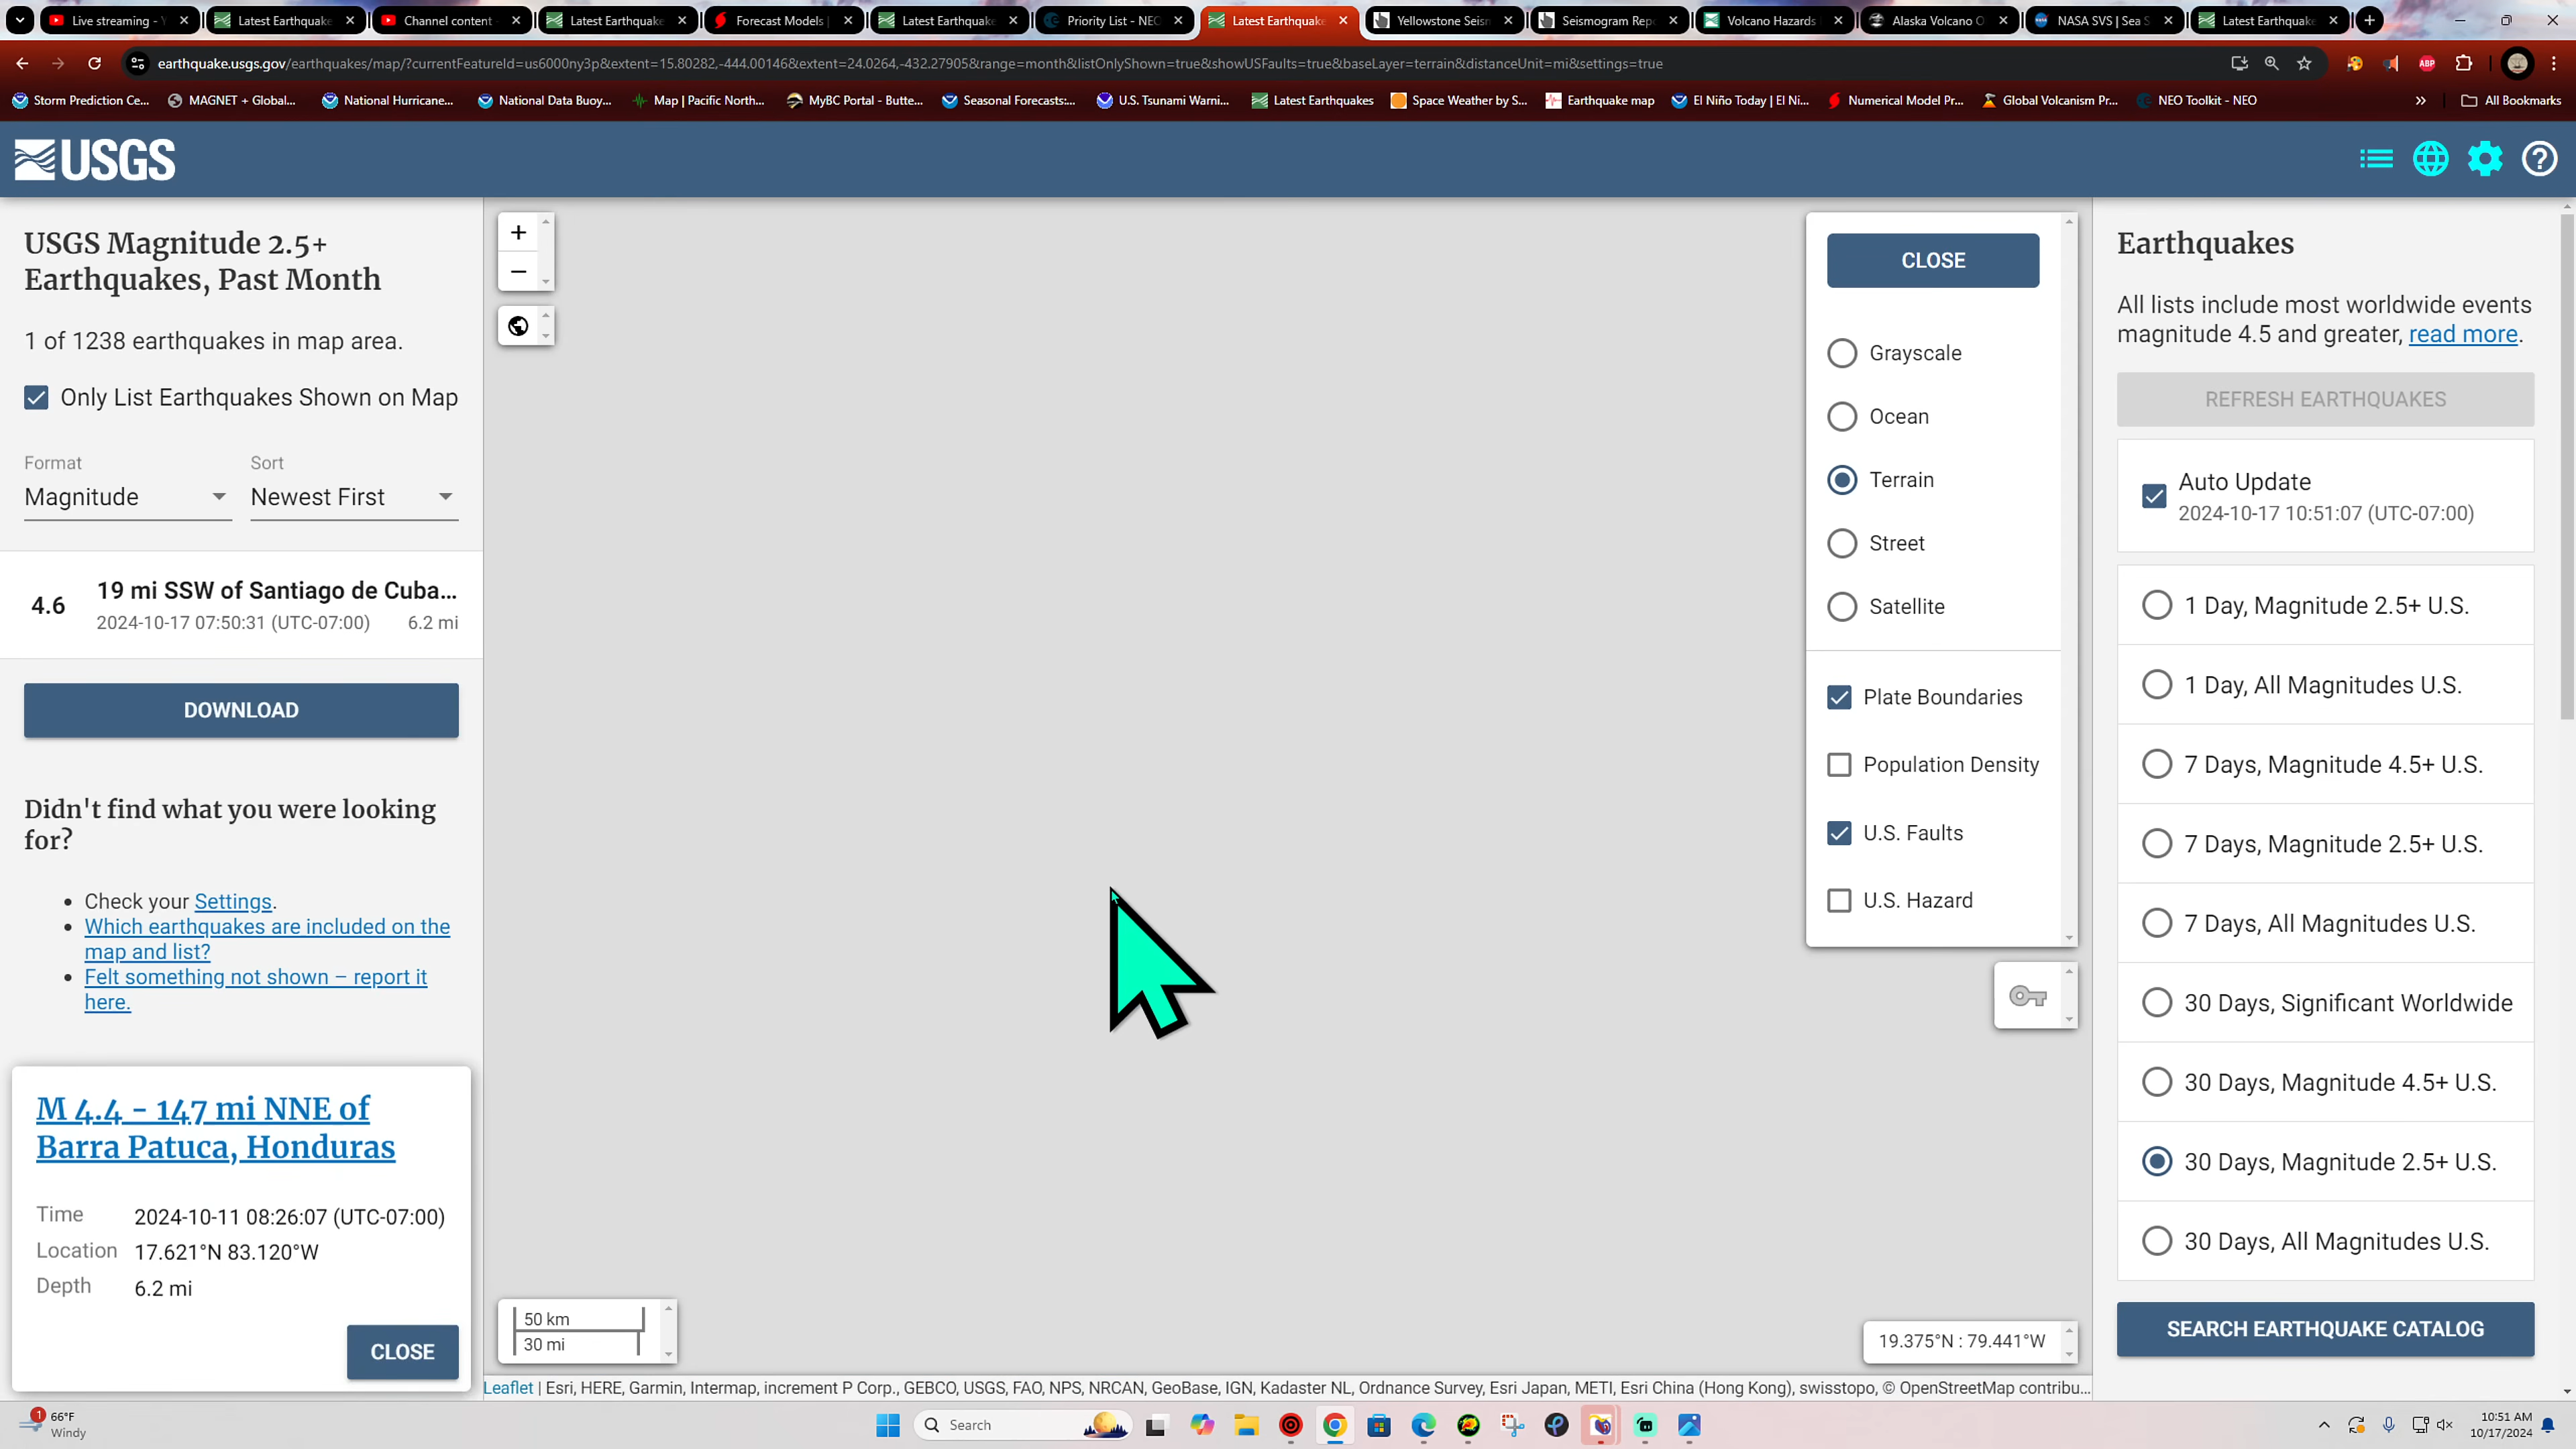 Live streaming - Y
Latest Earthquake
Channel content -
Latest Earthquake
Forecast Models |
Latest Earthquake
Priority List - NEO
Latest Earthquake
Yellowstone Seism
Seismogram Repo
Volcano Hazards
Alaska Volcano O
NASA SVS | Sea S
Latest Earthquake
earthquake.usgs.gov/earthquakes/map/?currentFeatureId=us6000ny3p&extent=15.80282,-444.00146&extent=24.0264,-432.27905&range=month&listOnlyShown=true&showUSFaults=true&baseLayer=terrain&distanceUnit=mi&settings=true
ABP
Storm Prediction Ce...
MAGNET + Global...
National Hurricane...
National Data Buoy...
Map | Pacific North...
MyBC Portal - Butte...
Seasonal Forecasts:...
U.S. Tsunami Warni...
Latest Earthquakes
Space Weather by S...
Earthquake map
El Niño Today | El Ni...
Numerical Model Pr...
Global Volcanism Pr...
NEO Toolkit - NEO
All Bookmarks
USGS
USGS Magnitude 2.5+
Earthquakes, Past Month
1 of 1238 earthquakes in map area.
Only List Earthquakes Shown on Map
Format
Sort
Magnitude
Newest First
4.6
19 mi SSW of Santiago de Cuba...
2024-10-17 07:50:31 (UTC-07:00)
6.2 mi
DOWNLOAD
Didn't find what you were looking
for?
• Check your Settings.
• Which earthquakes are included on the
map and list?
• Felt something not shown – report it
here.
M 4.4 - 147 mi NNE of
Barra Patuca, Honduras
Time 2024-10-11 08:26:07 (UTC-07:00)
Location 17.621°N 83.120°W
Depth 6.2 mi
CLOSE
+
−
50 km
30 mi
CLOSE
Grayscale
Ocean
Terrain
Street
Satellite
Plate Boundaries
Population Density
U.S. Faults
U.S. Hazard
19.375°N : 79.441°W
Leaflet | Esri, HERE, Garmin, Intermap, increment P Corp., GEBCO, USGS, FAO, NPS, NRCAN, GeoBase, IGN, Kadaster NL, Ordnance Survey, Esri Japan, METI, Esri China (Hong Kong), swisstopo, © OpenStreetMap contribu...
Earthquakes
All lists include most worldwide events
magnitude 4.5 and greater, read more.
REFRESH EARTHQUAKES
Auto Update
2024-10-17 10:51:07 (UTC-07:00)
1 Day, Magnitude 2.5+ U.S.
1 Day, All Magnitudes U.S.
7 Days, Magnitude 4.5+ U.S.
7 Days, Magnitude 2.5+ U.S.
7 Days, All Magnitudes U.S.
30 Days, Significant Worldwide
30 Days, Magnitude 4.5+ U.S.
30 Days, Magnitude 2.5+ U.S.
30 Days, All Magnitudes U.S.
SEARCH EARTHQUAKE CATALOG
1
66°F
Windy
Search
10:51 AM
10/17/2024